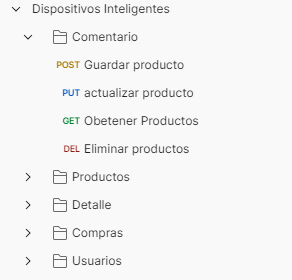 Dispositivos Inteligentes
Comentario
POST Guardar producto
PUT actualizar producto
GET Obetener Productos
DEL Eliminar productos
Productos
Detalle
Compras
Usuarios